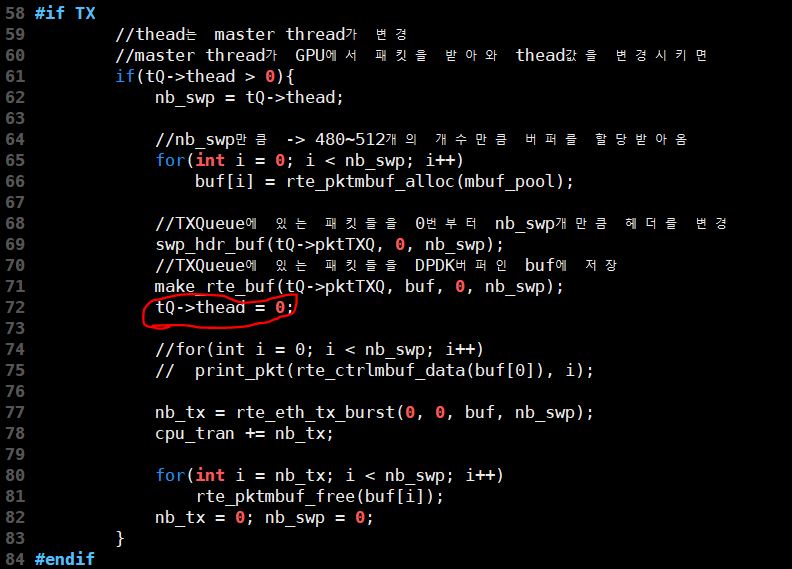 58 #if TX
59 //thead는 master thread가 변경
60 //master thread가 GPU에서 패킷을 받아와 thead값을 변경시키면
61 if(tQ->thead > 0){
62 nb_swp = tQ->thead;
63
64 //nb_swp만큼 -> 480~512개의 개수만큼 버퍼를 할당받아옴
65 for(int i = 0; i < nb_swp; i++)
66 buf[i] = rte_pktmbuf_alloc(mbuf_pool);
67
68 //TXQueue에 있는 패킷들을 0번부터 nb_swp개만큼 헤더를 변경
69 swp_hdr_buf(tQ->pktTXQ, 0, nb_swp);
70 //TXQueue에 있는 패킷들을 DPDK버퍼인 buf에 저장
71 make_rte_buf(tQ->pktTXQ, buf, 0, nb_swp);
72 tQ->thead = 0;
73
74 //for(int i = 0; i < nb_swp; i++)
75 // print_pkt(rte_ctrlmbuf_data(buf[0]), i);
76
77 nb_tx = rte_eth_tx_burst(0, 0, buf, nb_swp);
78 cpu_tran += nb_tx;
79
80 for(int i = nb_tx; i < nb_swp; i++)
81 rte_pktmbuf_free(buf[i]);
82 nb_tx = 0; nb_swp = 0;
83 }
84 #endif